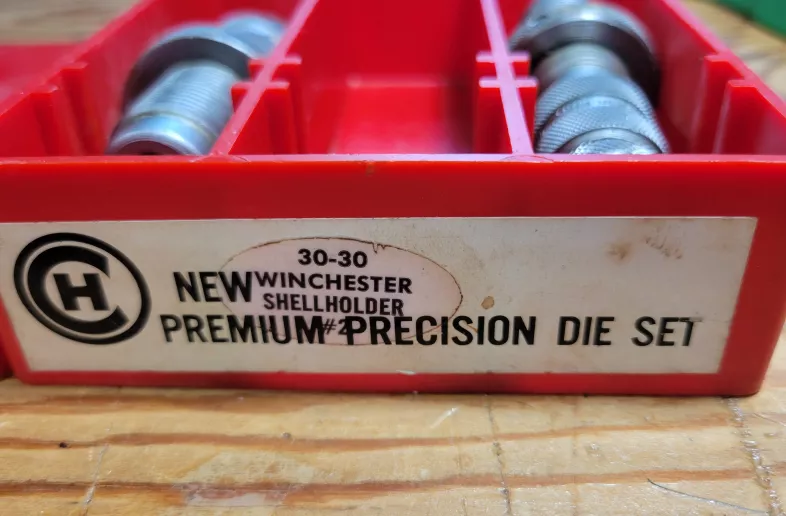 CH
30-30
NEW WINCHESTER
SHELLHOLDER
#2
PREMIUM PRECISION DIE SET